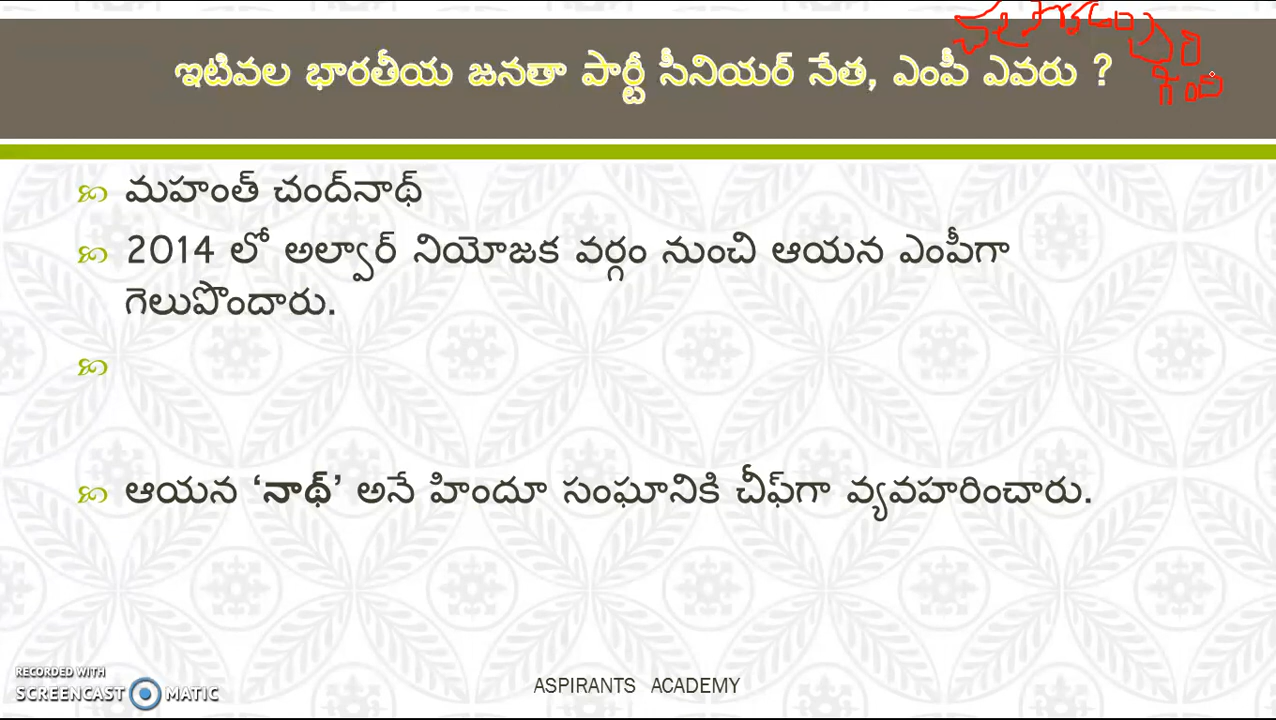 ఇటివల భారతీయ జనతా పార్టీ సీనియర్ నేత, ఎంపీ ఎవరు ?
మహంత్ చంద్‌నాథ్
2014 లో అల్వార్ నియోజక వర్గం నుంచి ఆయన ఎంపీగా
గెలుపొందారు.
ఆయన ‘నాథ్’ అనే హిందూ సంఘానికి చీఫ్‌గా వ్యవహరించారు.
RECORDED WITH
SCREENCAST MATIC
ASPIRANTS ACADEMY